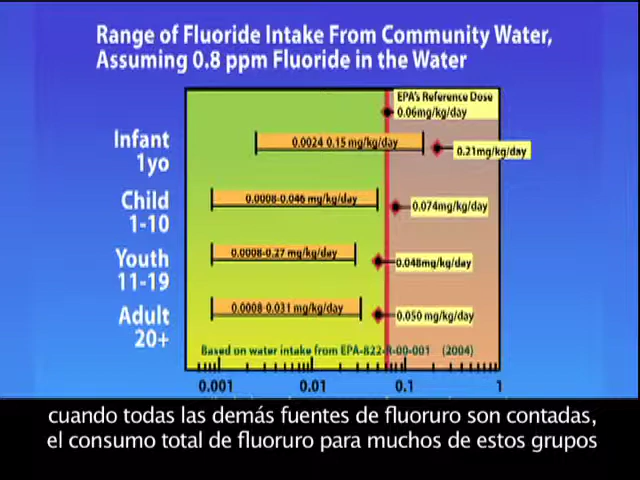 Range of Fluoride Intake From Community Water,
Assuming 0.8 ppm Fluoride in the Water
EPA's Reference Dose
0.06mg/kg/day
Infant
1yo
0.0024 0.15 mg/kg/day
0.21mg/kg/day
Child
1-10
0.0008-0.046 mg/kg/day
0.074mg/kg/day
Youth
11-19
0.0008-0.27 mg/kg/day
0.048mg/kg/day
Adult
20+
0.0008-0.031 mg/kg/day
0.050 mg/kg/day
Based on water intake from EPA-822-R-00-001 (2004)
0.001 0.01 0.1 1
cuando todas las demás fuentes de fluoruro son contadas,
el consumo total de fluoruro para muchos de estos grupos